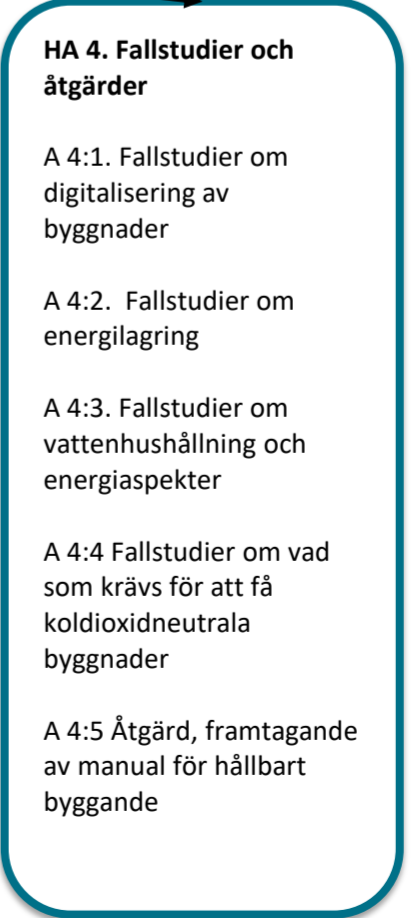 HA 4. Fallstudier och
åtgärder
A 4:1. Fallstudier om
digitalisering av
byggnader
A 4:2.  Fallstudier om
energilagring
A 4:3. Fallstudier om
vattenhushållning och
energiaspekter
A 4:4 Fallstudier om vad
som krävs för att få
koldioxidneutrala
byggnader
A 4:5 Åtgärd, framtagande
av manual för hållbart
byggande